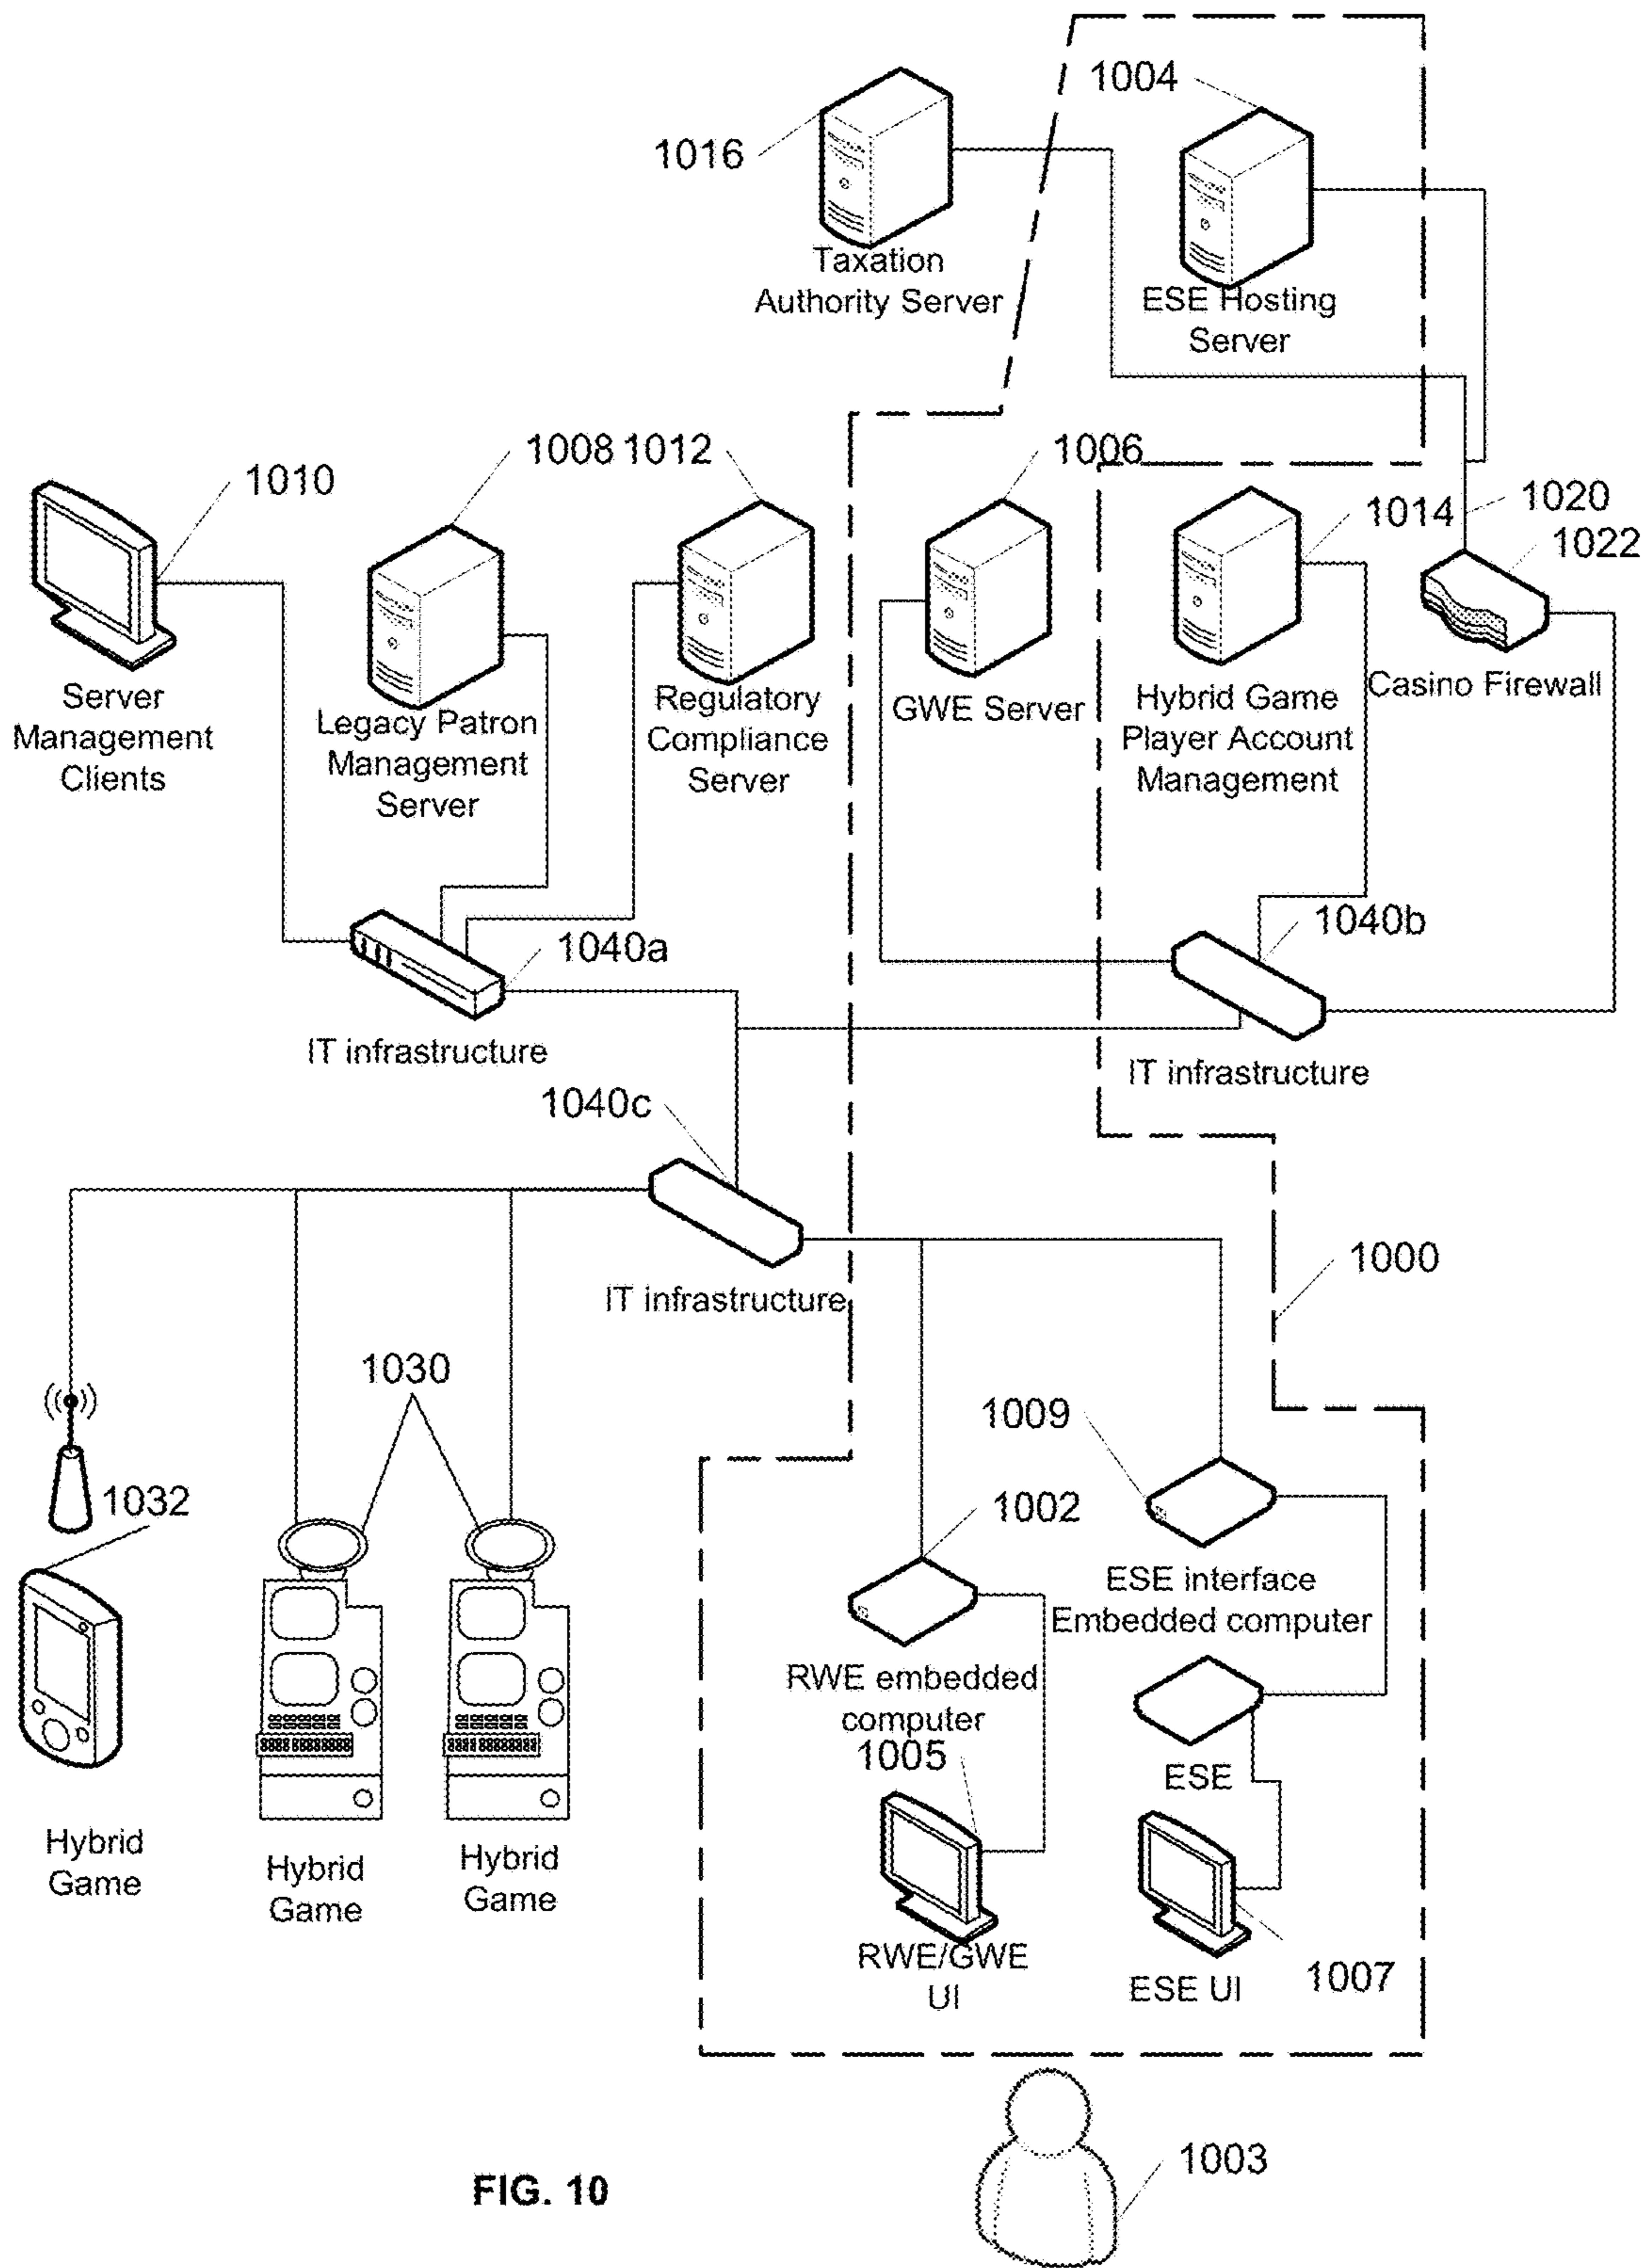 1004
1016
Taxation
Authority Server
ESE Hosting
Server
1008
1012
1006
1010
1014
1020
1022
Server
Management
Clients
Legacy Patron
Management
Server
Regulatory
Compliance
Server
GWE Server
Hybrid Game
Player Account
Management
Casino Firewall
1040a
1040b
IT infrastructure
IT infrastructure
1040c
IT infrastructure
1000
1030
1009
1032
1002
ESE interface
Embedded computer
RWE embedded
computer
1005
ESE
Hybrid
Game
Hybrid
Game
Hybrid
Game
RWE/GWE
UI
ESE UI
1007
1003
FIG. 10